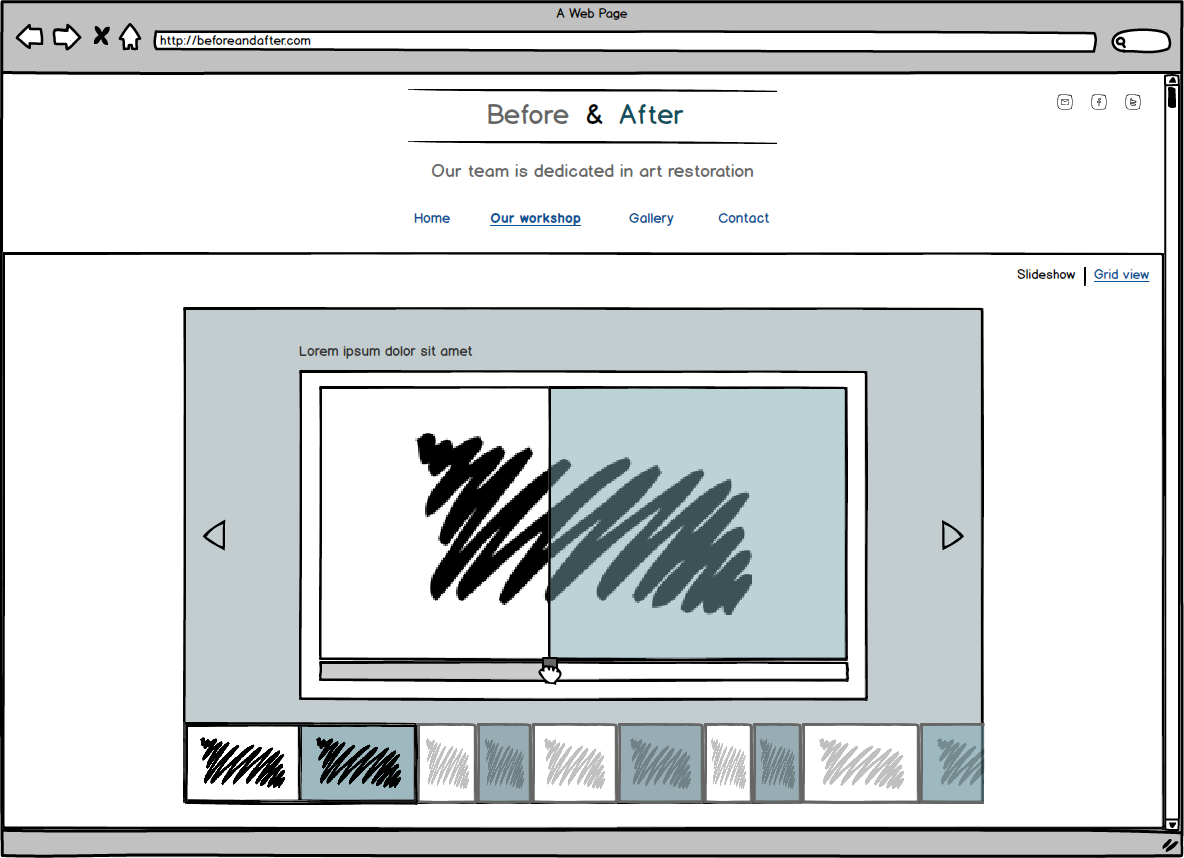 A Web Page
http://beforeandafter.com
Before & After
Our team is dedicated in art restoration
Home Our workshop Gallery Contact
Slideshow Grid view
Lorem ipsum dolor sit amet